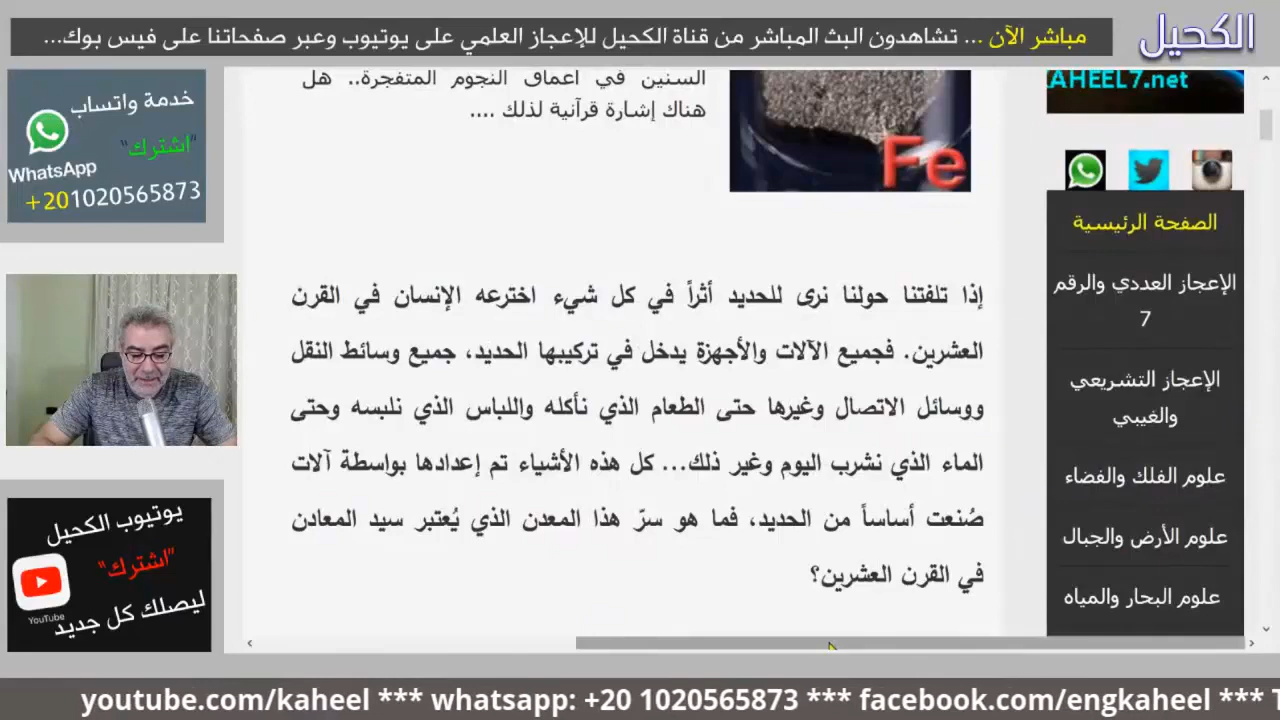 الكحيل
مباشر الآن ... تشاهدون البث المباشر من قناة الكحيل للإعجاز العلمي على يوتيوب وعبر صفحاتنا على فيس بوك...
خدمة واتساب
"اشترك"
WhatsApp
+201020565873
السنين في أعماق النجوم المتفجرة.. هل
هناك إشارة قرآنية لذلك ....
Fe
KAHEEL7.net
إذا تلفتنا حولنا نرى للحديد أثراً في كل شيء اخترعه الإنسان في القرن
العشرين. فجميع الآلات والأجهزة يدخل في تركيبها الحديد، جميع وسائط النقل
ووسائل الاتصال وغيرها حتى الطعام الذي نأكله واللباس الذي نلبسه وحتى
الماء الذي نشرب اليوم وغير ذلك... كل هذه الأشياء تم إعدادها بواسطة آلات
صُنعت أساساً من الحديد، فما هو سرّ هذا المعدن الذي يُعتبر سيد المعادن
في القرن العشرين؟
الصفحة الرئيسية
الإعجاز العددي والرقم
7
الإعجاز التشريعي
والغيبي
علوم الفلك والفضاء
علوم الأرض والجبال
علوم البحار والمياه
يوتيوب الكحيل
"اشترك"
YouTube
ليصلك كل جديد
youtube.com/kaheel *** whatsapp: +20 1020565873 *** facebook.com/engkaheel *** T